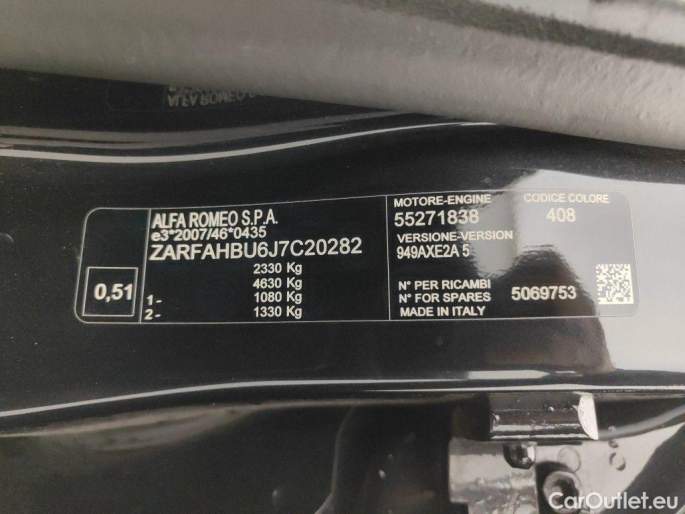 ALFA ROMEO S.P.A.
e3*2007/46*0435
ZARFAHBU6J7C20282
2330 Kg
4630 Kg
1- 1080 Kg
2- 1330 Kg
0,51
MOTORE-ENGINE CODICE COLORE
55271838 408
VERSIONE-VERSION
949AXE2A 5
N° PER RICAMBI
N° FOR SPARES 5069753
MADE IN ITALY
CarOutlet.eu